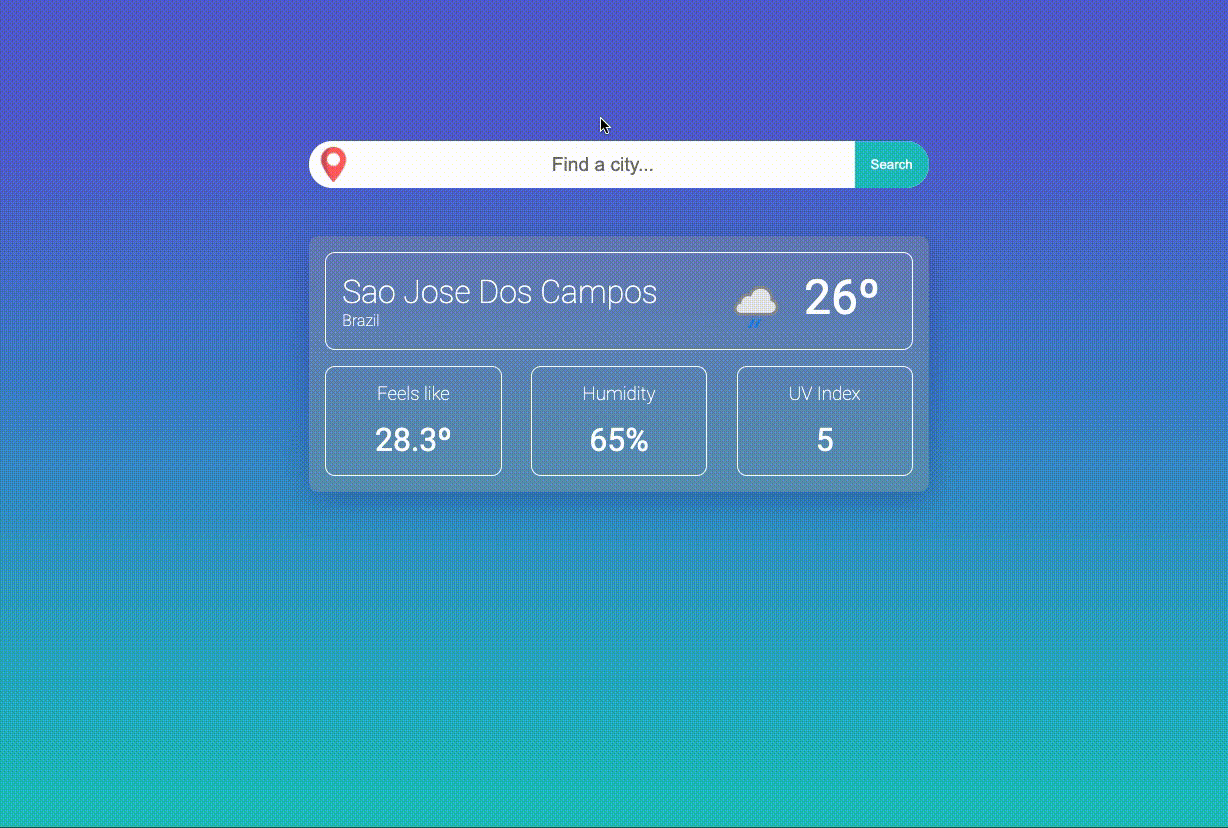 Find a city...
Search
Sao Jose Dos Campos
Brazil
26º
Feels like
28.3º
Humidity
65%
UV Index
5